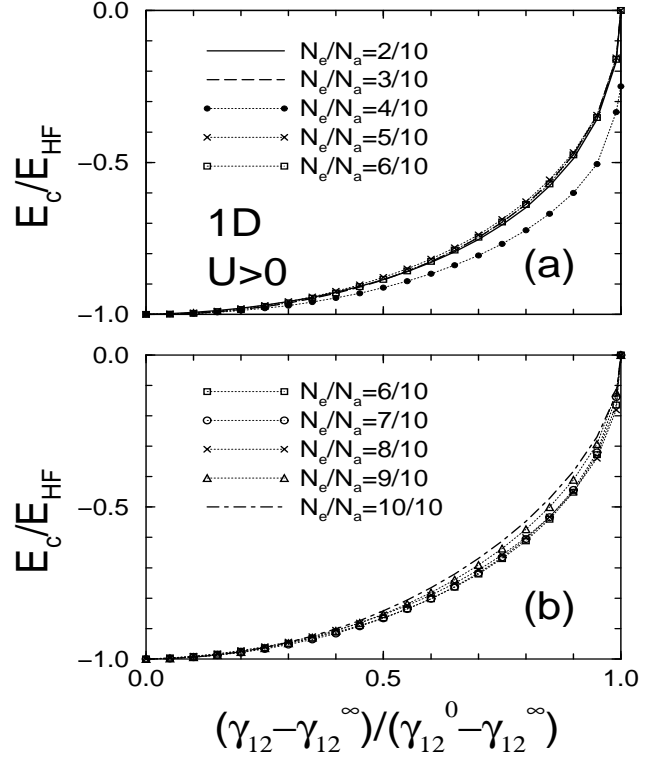 0.0
N_e/N_a=2/10
N_e/N_a=3/10
N_e/N_a=4/10
N_e/N_a=5/10
N_e/N_a=6/10
E_c/E_HF
−0.5
1D
U>0
(a)
−1.0
0.0
N_e/N_a=6/10
N_e/N_a=7/10
N_e/N_a=8/10
N_e/N_a=9/10
N_e/N_a=10/10
E_c/E_HF
−0.5
(b)
−1.0
0.0 0.5 1.0
(γ_12−γ_12^∞)/(γ_12^0−γ_12^∞)